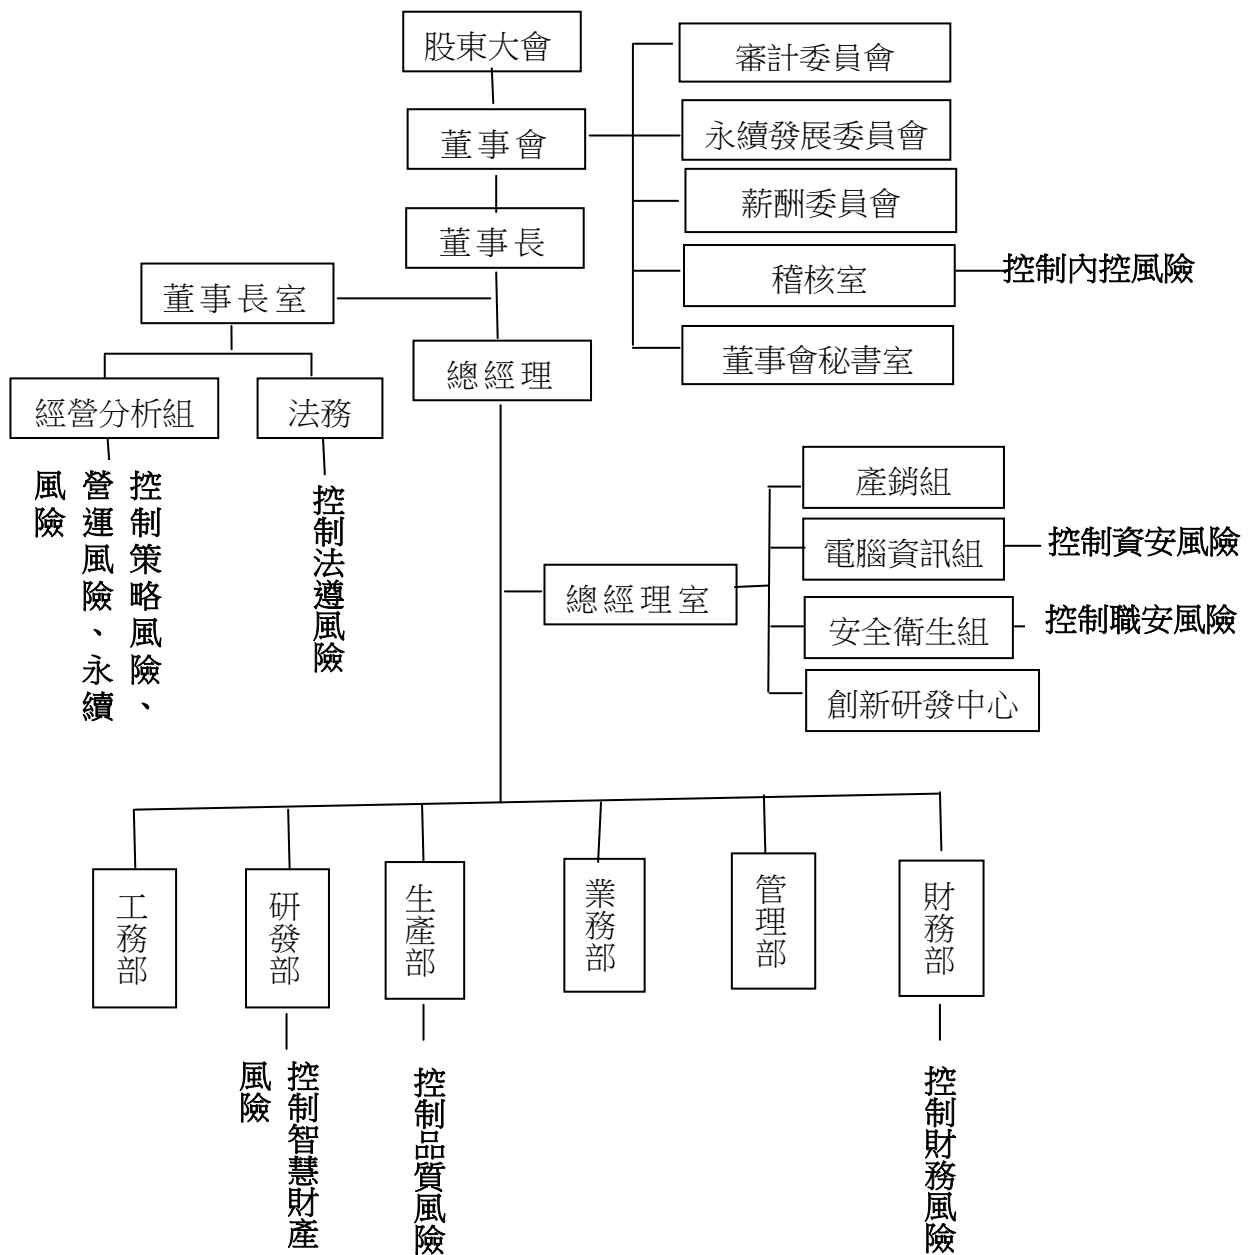 股東大會
審計委員會
董事會
永續發展委員會
薪酬委員會
董事長
稽核室
控制內控風險
董事長室
董事會秘書室
總經理
經營分析組
法務
控制策略風險、
營運風險、永續
風險
控制法遵風險
產銷組
電腦資訊組
控制資安風險
總經理室
安全衛生組
控制職安風險
創新研發中心
工務部
研發部
生產部
業務部
管理部
財務部
控制智慧財產
風險
控制品質風險
控制財務風險